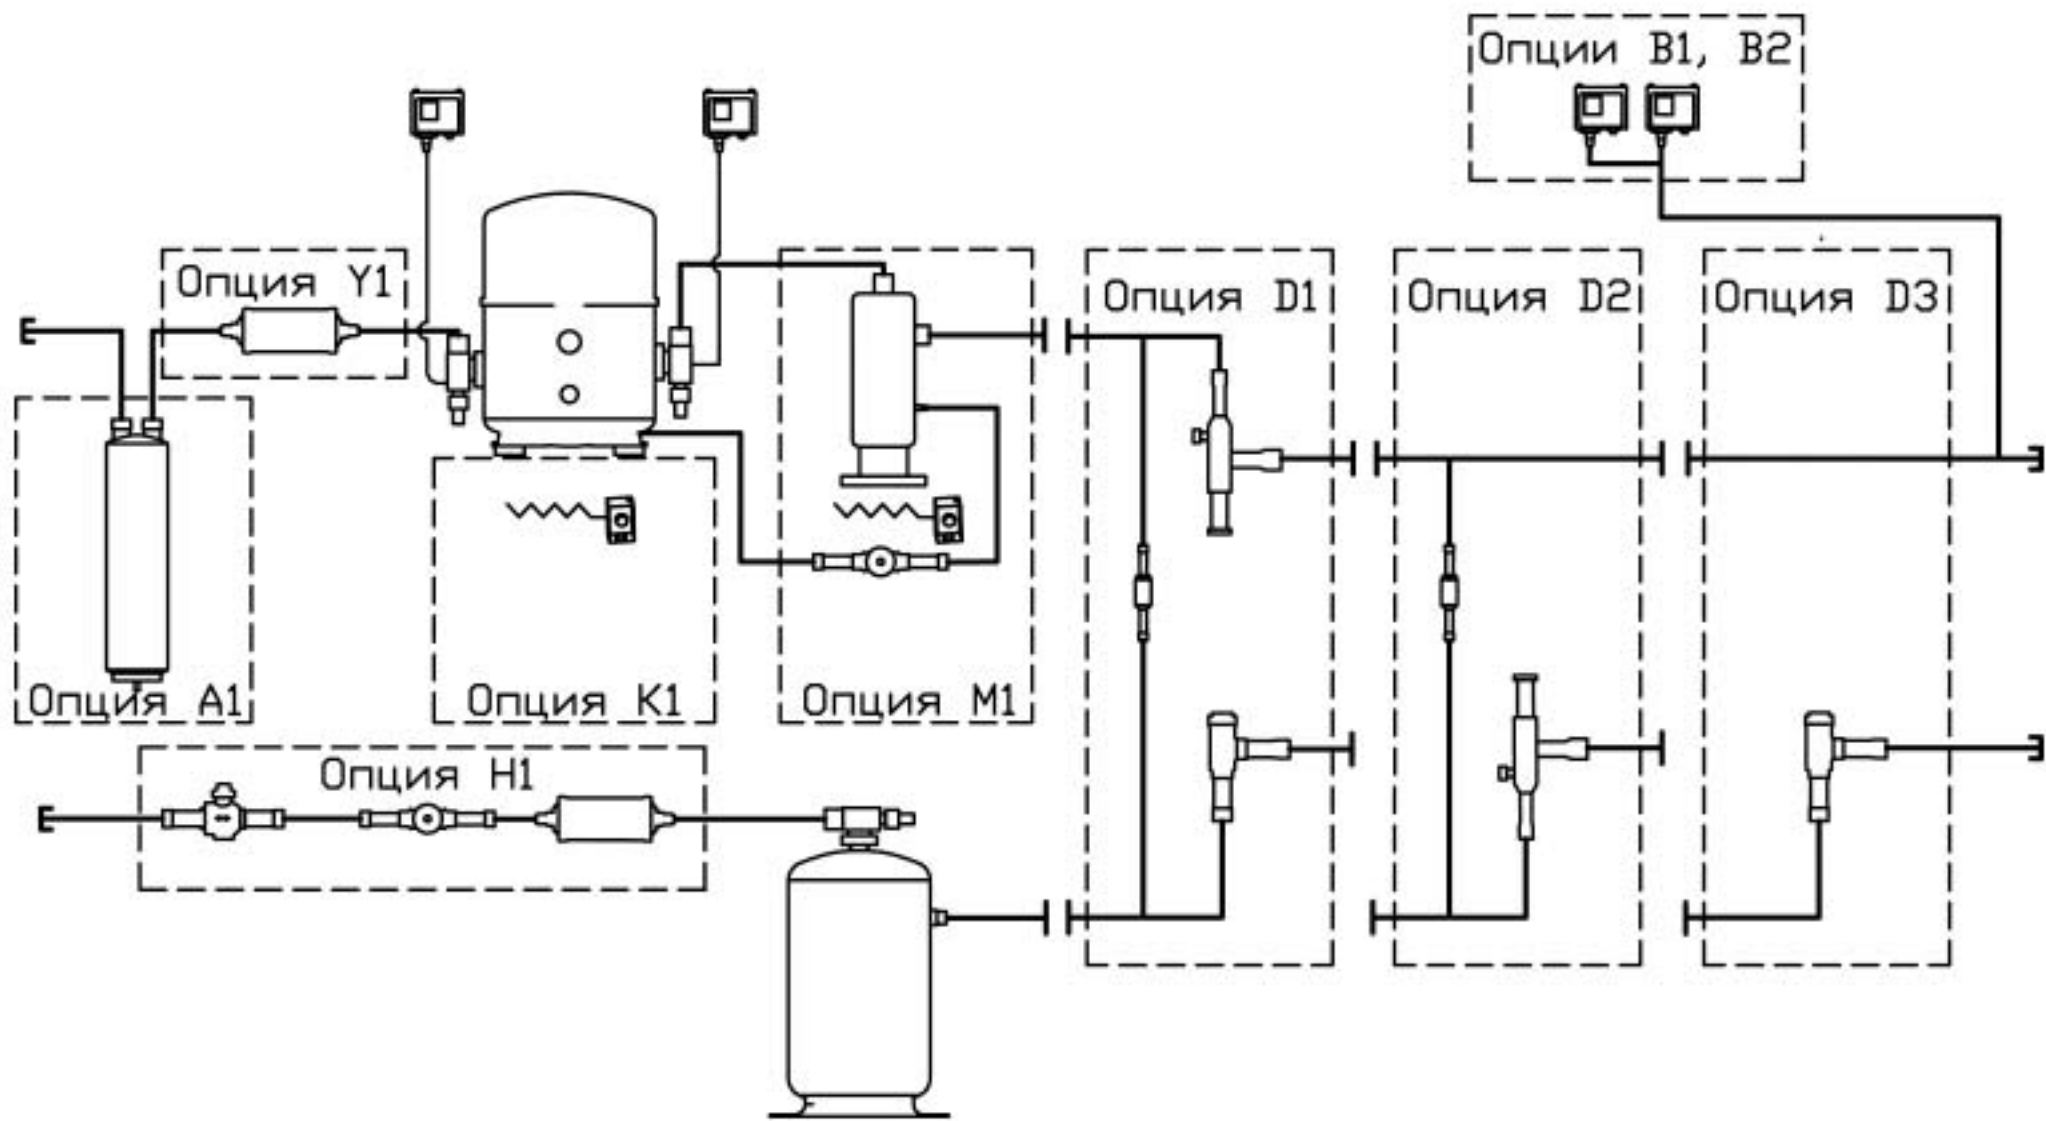 Опции B1, B2
Опция Y1
Опция D1
Опция D2
Опция D3
Опция A1
Опция K1
Опция M1
Опция H1